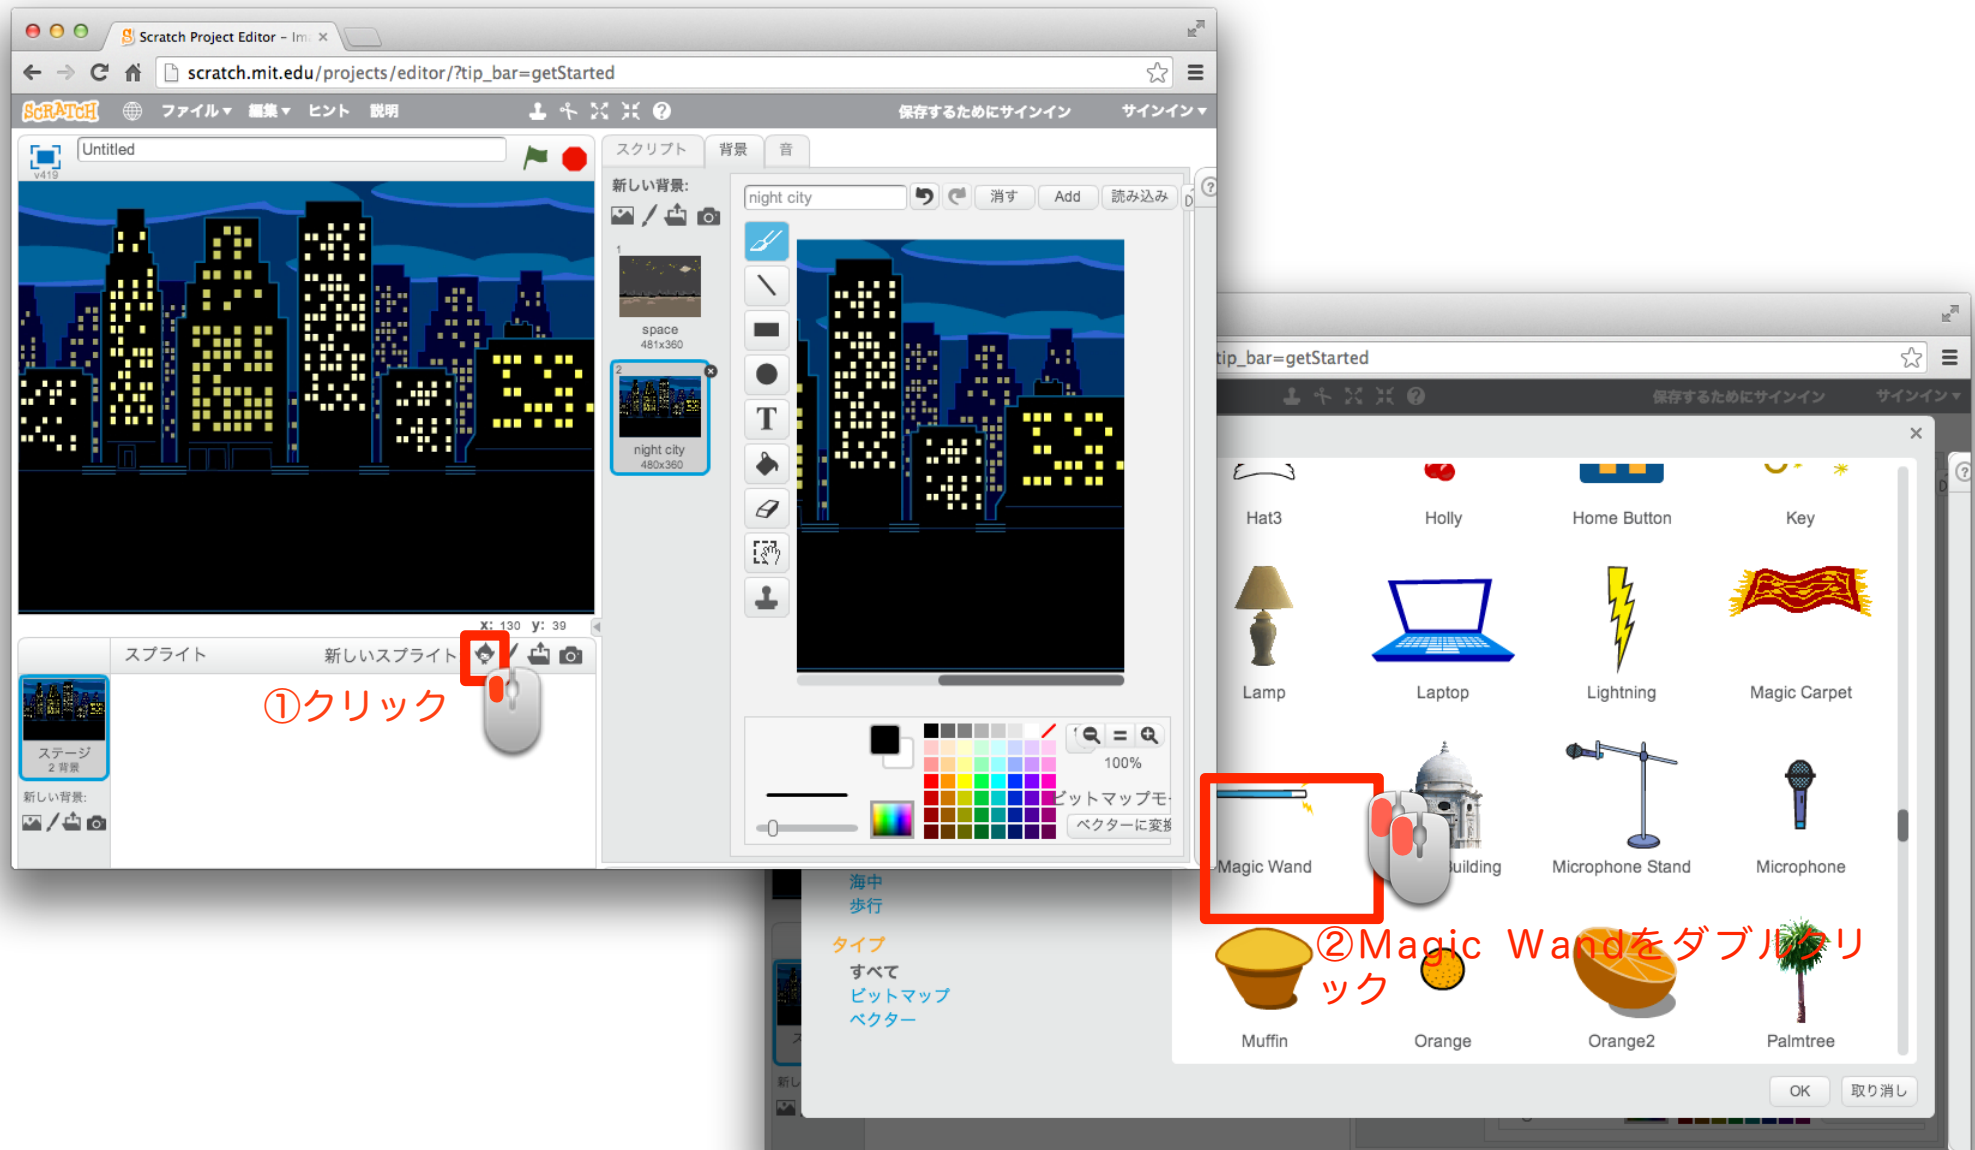 Scratch Project Editor - Im
scratch.mit.edu/projects/editor/?tip_bar=getStarted
SCRATCH ファイル▼ 編集▼ ヒント 説明 保存するためにサインイン サインイン▼
v419
Untitled
スクリプト 背景 音
新しい背景:
night city 消す Add 読み込み D
1
space
481x360
2
night city
480x360
T
x: 130 y: 39
スプライト 新しいスプライト
①クリック
ステージ
2 背景
新しい背景:
100%
ビットマップモー
ベクターに変換
tip_bar=getStarted
保存するためにサインイン サインイン▼
Hat3 Holly Home Button Key
Lamp Laptop Lightning Magic Carpet
Magic Wand Building Microphone Stand Microphone
②Magic Wandをダブルクリ
ック
海中
歩行
タイプ
すべて
ビットマップ
ベクター
Muffin Orange Orange2 Palmtree
OK 取り消し
新し